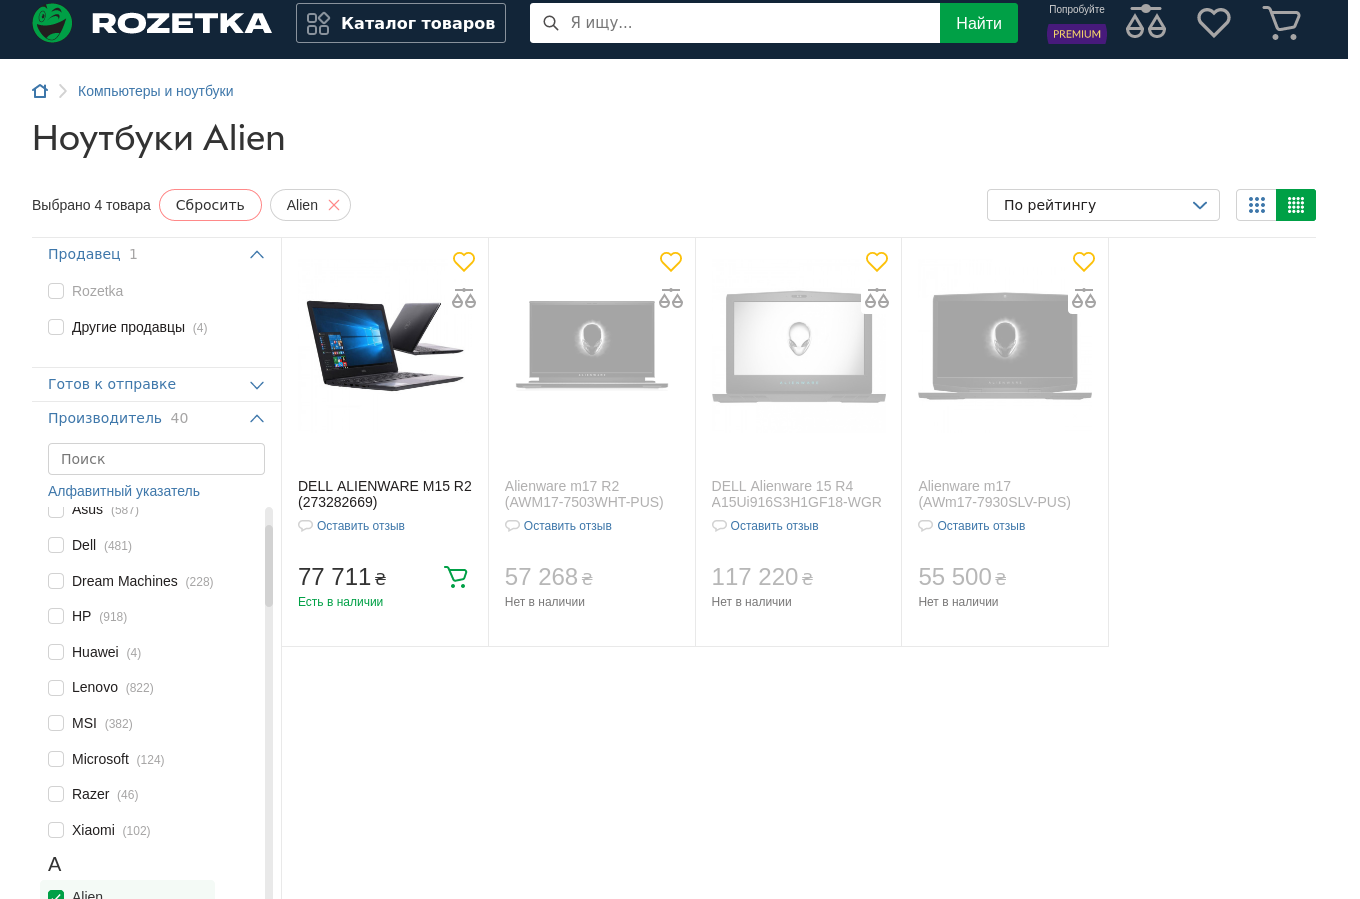 ROZETKA
Каталог товаров
Я ищу...
Найти
Попробуйте
PREMIUM
Компьютеры и ноутбуки
Ноутбуки Alien
Выбрано 4 товара
Сбросить
Alien
По рейтингу
Продавец 1
Rozetka
Другие продавцы (4)
Готов к отправке
Производитель 40
Поиск
Алфавитный указатель
Asus (587)
Dell (481)
Dream Machines (228)
HP (918)
Huawei (4)
Lenovo (822)
MSI (382)
Microsoft (124)
Razer (46)
Xiaomi (102)
A
Alien
DELL ALIENWARE M15 R2
(273282669)
Оставить отзыв
77 711 ₴
Есть в наличии
ALIENWARE
Alienware m17 R2
(AWM17-7503WHT-PUS)
Оставить отзыв
57 268 ₴
Нет в наличии
ALIENWARE
DELL Alienware 15 R4
A15Ui916S3H1GF18-WGR
Оставить отзыв
117 220 ₴
Нет в наличии
ALIENWARE
Alienware m17
(AWm17-7930SLV-PUS)
Оставить отзыв
55 500 ₴
Нет в наличии